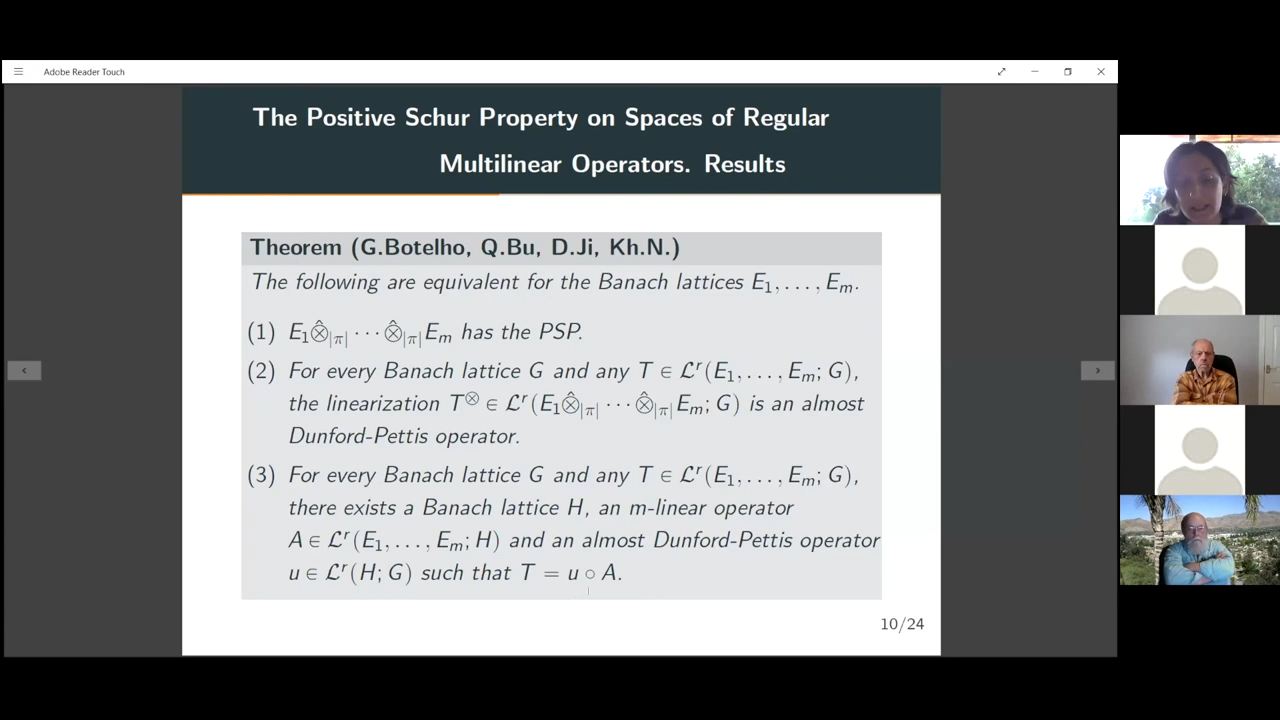 Adobe Reader Touch
The Positive Schur Property on Spaces of Regular
Multilinear Operators. Results
Theorem (G.Botelho, Q.Bu, D.Ji, Kh.N.)
The following are equivalent for the Banach lattices E₁, . . . , Eₘ.
(1) E₁⊗̂_|π| · · · ⊗̂_|π|Eₘ has the PSP.
(2) For every Banach lattice G and any T ∈ ℒʳ(E₁, . . . , Eₘ; G),
the linearization T^⊗ ∈ ℒʳ(E₁⊗̂_|π| · · · ⊗̂_|π|Eₘ; G) is an almost
Dunford-Pettis operator.
(3) For every Banach lattice G and any T ∈ ℒʳ(E₁, . . . , Eₘ; G),
there exists a Banach lattice H, an m-linear operator
A ∈ ℒʳ(E₁, . . . , Eₘ; H) and an almost Dunford-Pettis operator
u ∈ ℒʳ(H; G) such that T = u ∘ A.
10/24